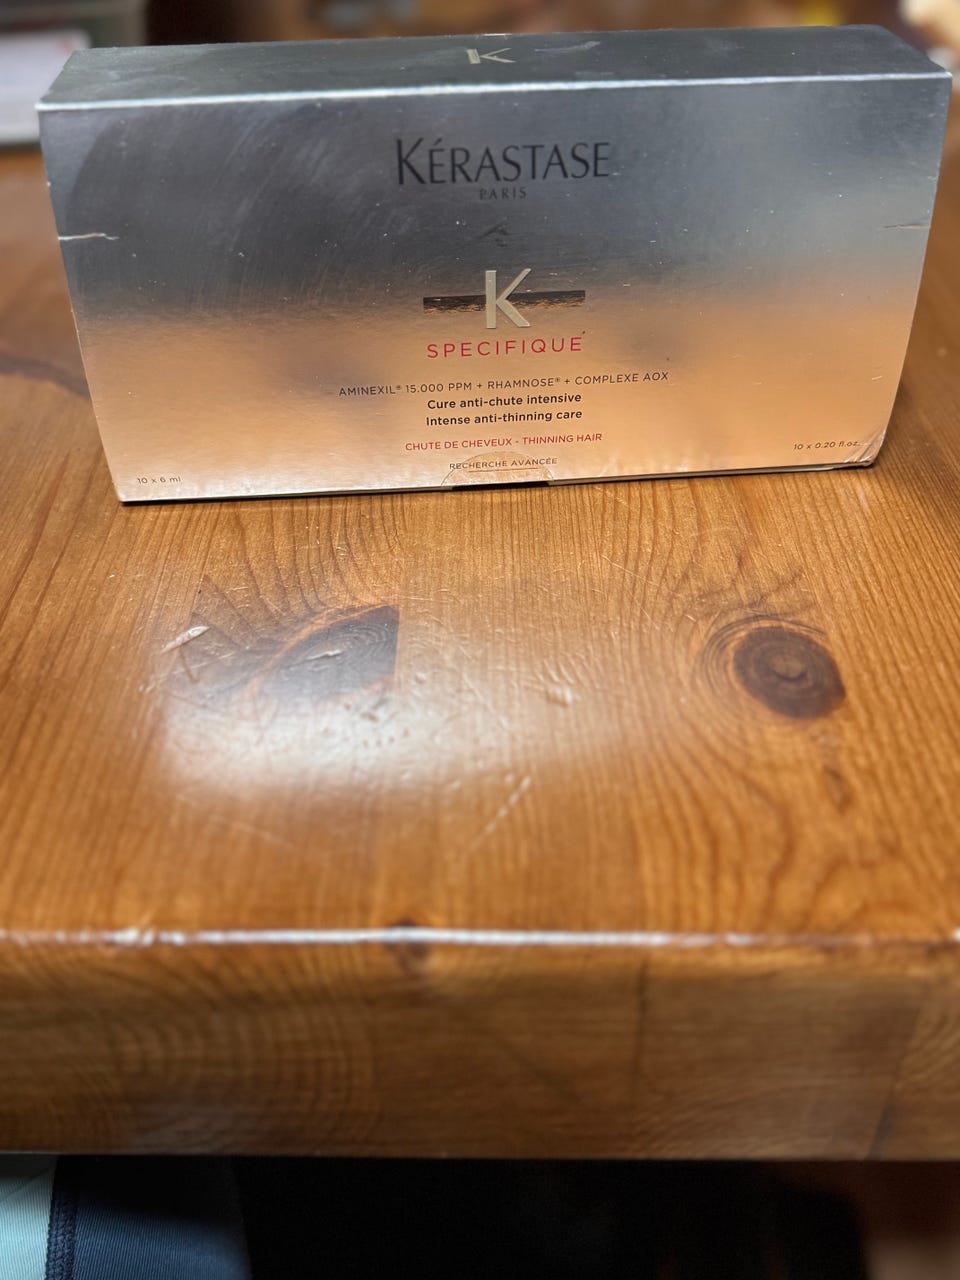 K
KÉRASTASE
PARIS
K
SPECIFIQUE
AMINEXIL® 15.000 PPM + RHAMNOSE® + COMPLEXE AOX
Cure anti-chute intensive
Intense anti-thinning care
CHUTE DE CHEVEUX - THINNING HAIR
RECHERCHE AVANCÉE
10 x 6 ml
10 x 0.20 fl.oz.